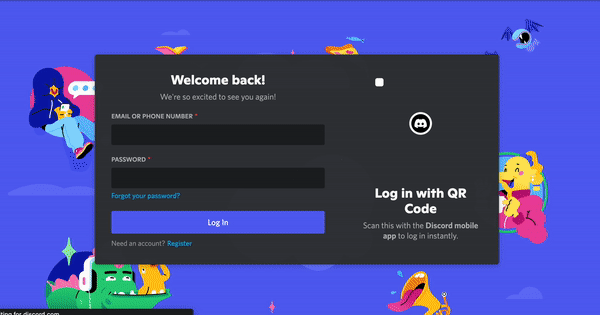 Welcome back!
We're so excited to see you again!
EMAIL OR PHONE NUMBER *
PASSWORD *
Forgot your password?
Log In
Need an account? Register
Log in with QR
Code
Scan this with the Discord mobile
app to log in instantly.
ting for discord.com